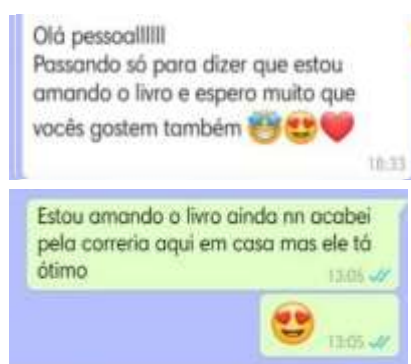 Olá pessoalllllll
Passando só para dizer que estou
amando o livro e espero muito que
vocês gostem também 🤩😍❤️
18:33
Estou amando o livro ainda nn acabei
pela correria aqui em casa mas ele tá
ótimo
13:05
😍
13:05